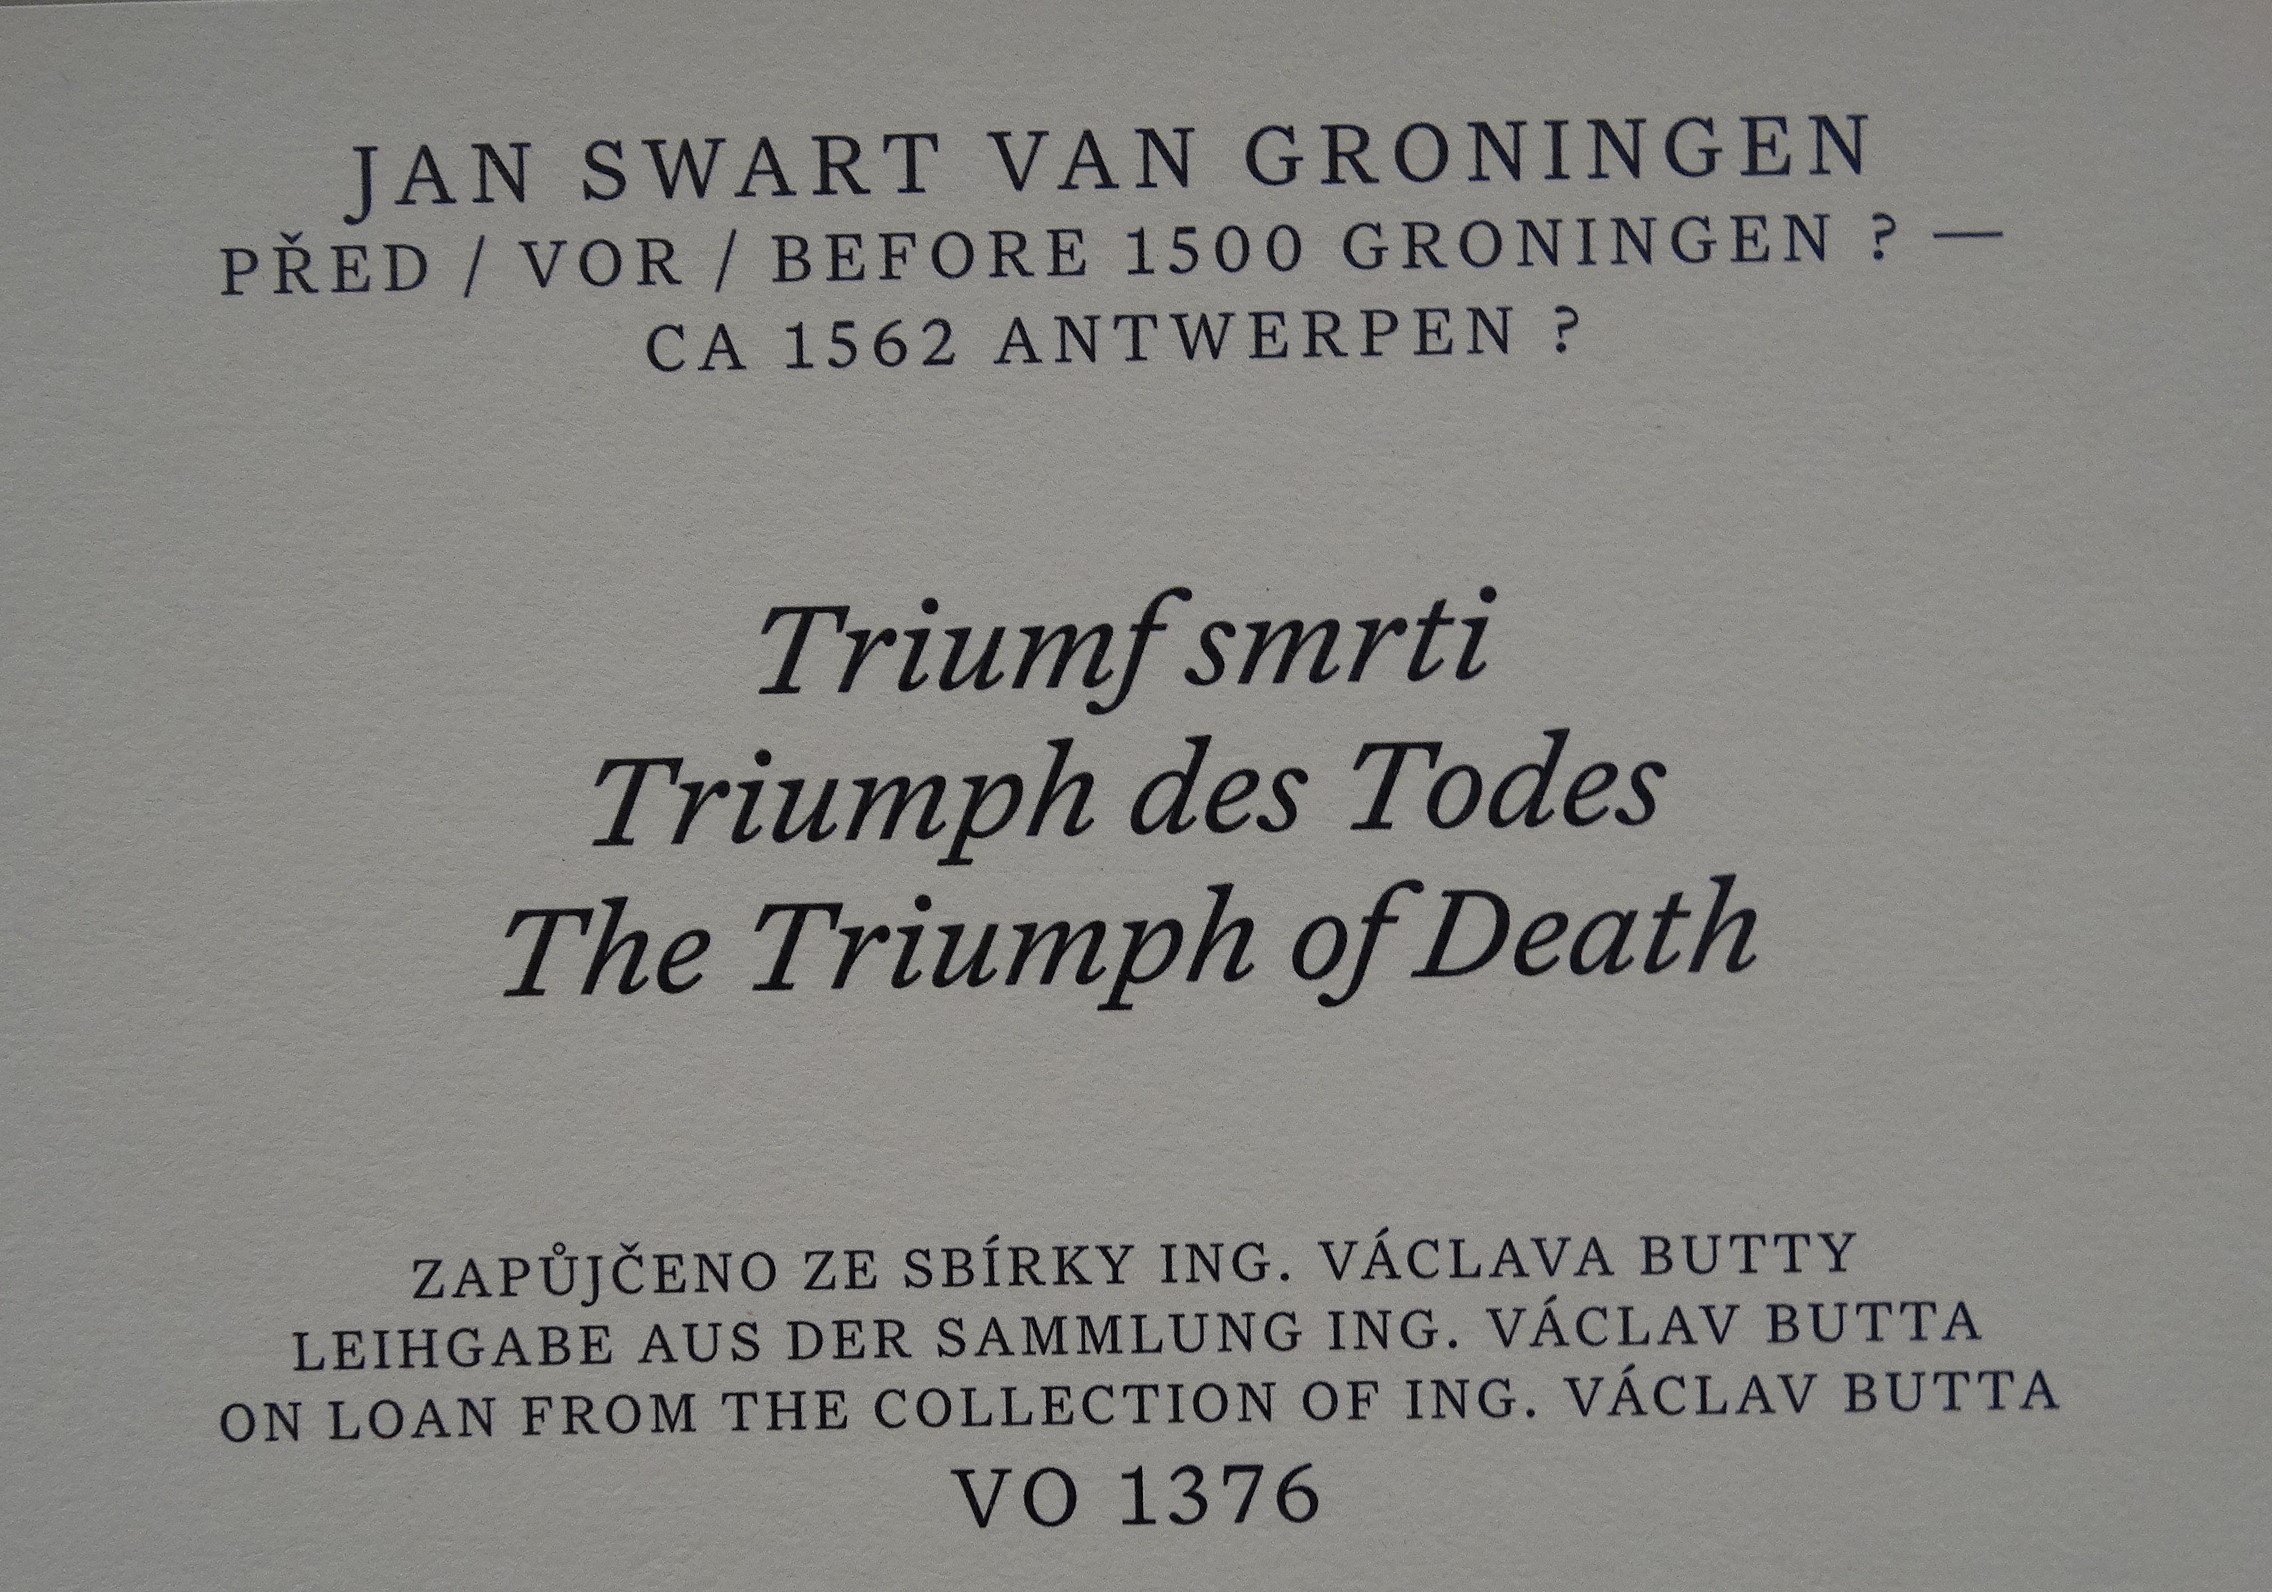 JAN SWART VAN GRONINGEN
PŘED / VOR / BEFORE 1500 GRONINGEN ? —
CA 1562 ANTWERPEN ?
Triumf smrti
Triumph des Todes
The Triumph of Death
ZAPŮJČENO ZE SBÍRKY ING. VÁCLAVA BUTTY
LEIHGABE AUS DER SAMMLUNG ING. VÁCLAV BUTTA
ON LOAN FROM THE COLLECTION OF ING. VÁCLAV BUTTA
VO 1376